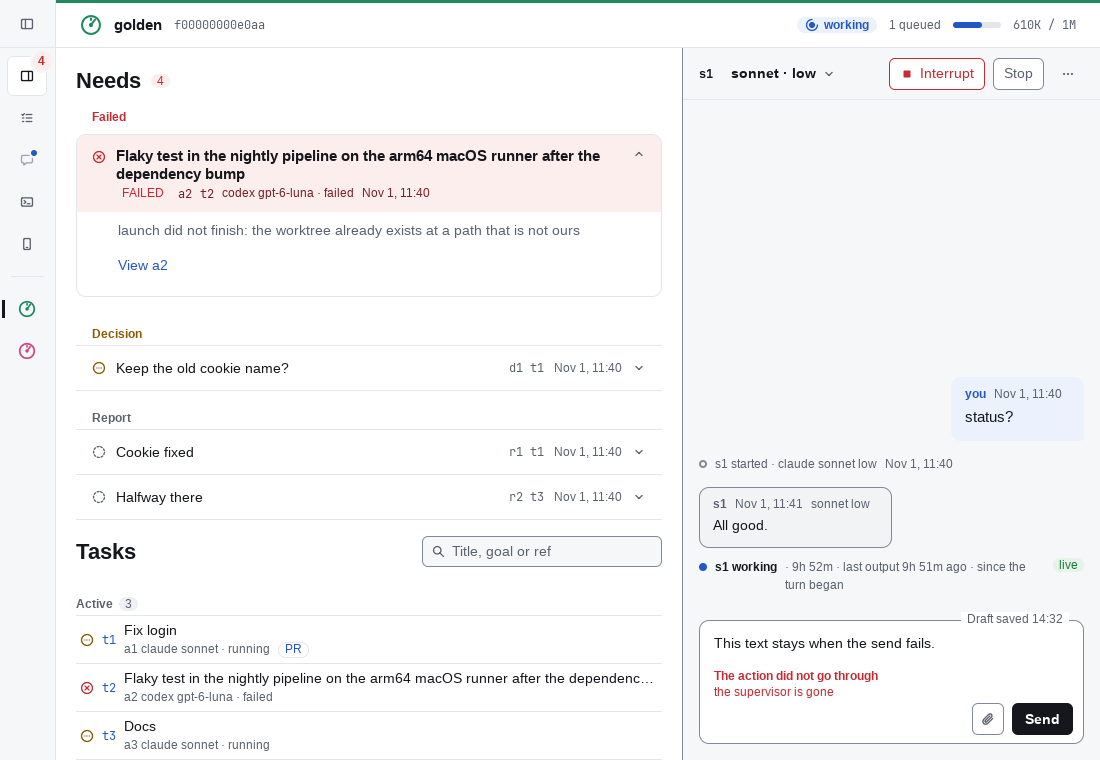 golden f00000000e0aa
working 1 queued 610K / 1M
4
Needs 4
Failed
Flaky test in the nightly pipeline on the arm64 macOS runner after the
dependency bump
FAILED a2 t2 codex gpt-6-luna · failed Nov 1, 11:40
launch did not finish: the worktree already exists at a path that is not ours
View a2
Decision
Keep the old cookie name? d1 t1 Nov 1, 11:40
Report
Cookie fixed r1 t1 Nov 1, 11:40
Halfway there r2 t3 Nov 1, 11:40
Tasks
Title, goal or ref
Active 3
t1 Fix login
a1 claude sonnet · running PR
t2 Flaky test in the nightly pipeline on the arm64 macOS runner after the dependenc…
a2 codex gpt-6-luna · failed
t3 Docs
a3 claude sonnet · running
s1 sonnet · low
Interrupt
Stop
you Nov 1, 11:40
status?
s1 started · claude sonnet low Nov 1, 11:40
s1 Nov 1, 11:41 sonnet low
All good.
s1 working · 9h 52m · last output 9h 51m ago · since the
turn began
live
Draft saved 14:32
This text stays when the send fails.
The action did not go through
the supervisor is gone
Send